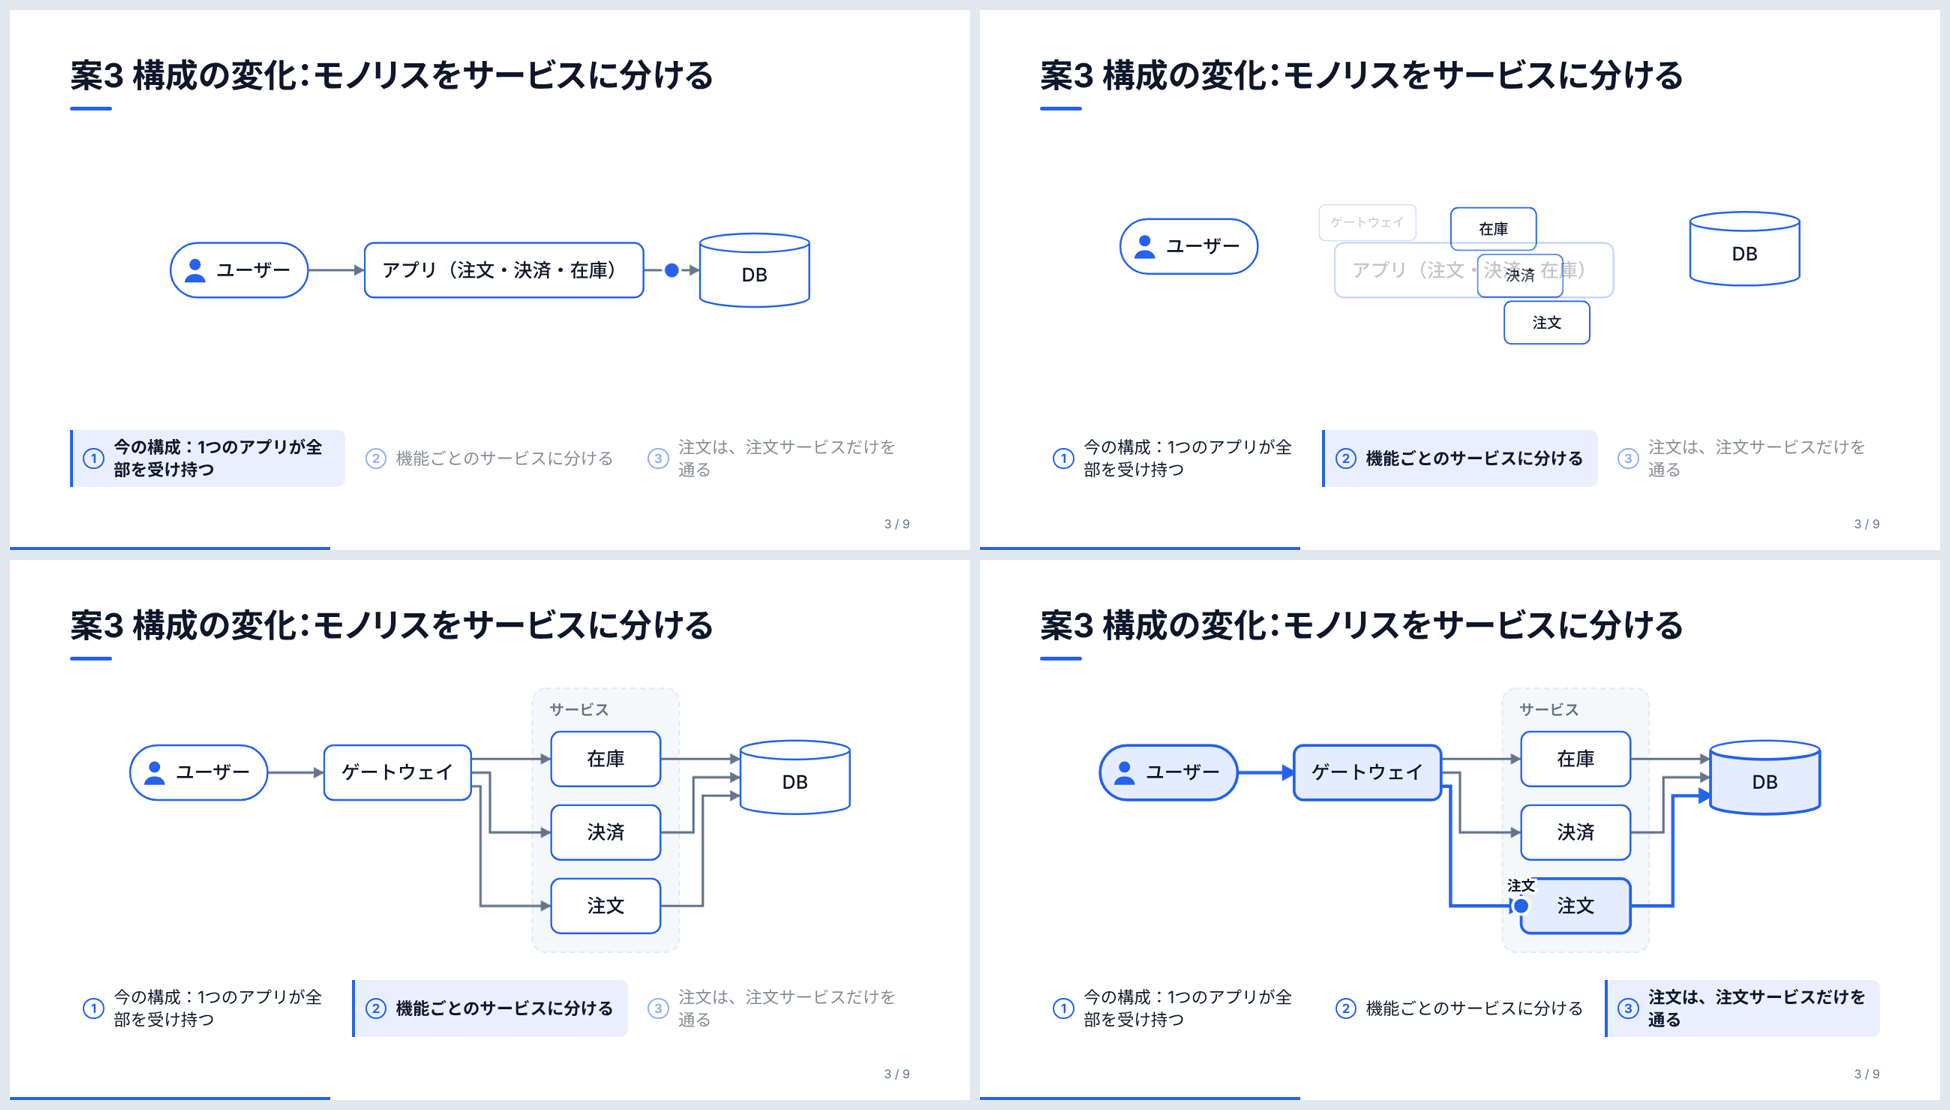 案3 構成の変化：モノリスをサービスに分ける
ユーザー
アプリ（注文・決済・在庫）
DB
1
今の構成：1つのアプリが全
部を受け持つ
2
機能ごとのサービスに分ける
3
注文は、注文サービスだけを
通る
3 / 9
案3 構成の変化：モノリスをサービスに分ける
ユーザー
ゲートウェイ
在庫
アプリ（注文・決済・在庫）
決済
注文
DB
1
今の構成：1つのアプリが全
部を受け持つ
2
機能ごとのサービスに分ける
3
注文は、注文サービスだけを
通る
3 / 9
案3 構成の変化：モノリスをサービスに分ける
サービス
ユーザー
ゲートウェイ
在庫
決済
注文
DB
1
今の構成：1つのアプリが全
部を受け持つ
2
機能ごとのサービスに分ける
3
注文は、注文サービスだけを
通る
3 / 9
案3 構成の変化：モノリスをサービスに分ける
サービス
ユーザー
ゲートウェイ
在庫
決済
注文
注文
DB
1
今の構成：1つのアプリが全
部を受け持つ
2
機能ごとのサービスに分ける
3
注文は、注文サービスだけを
通る
3 / 9